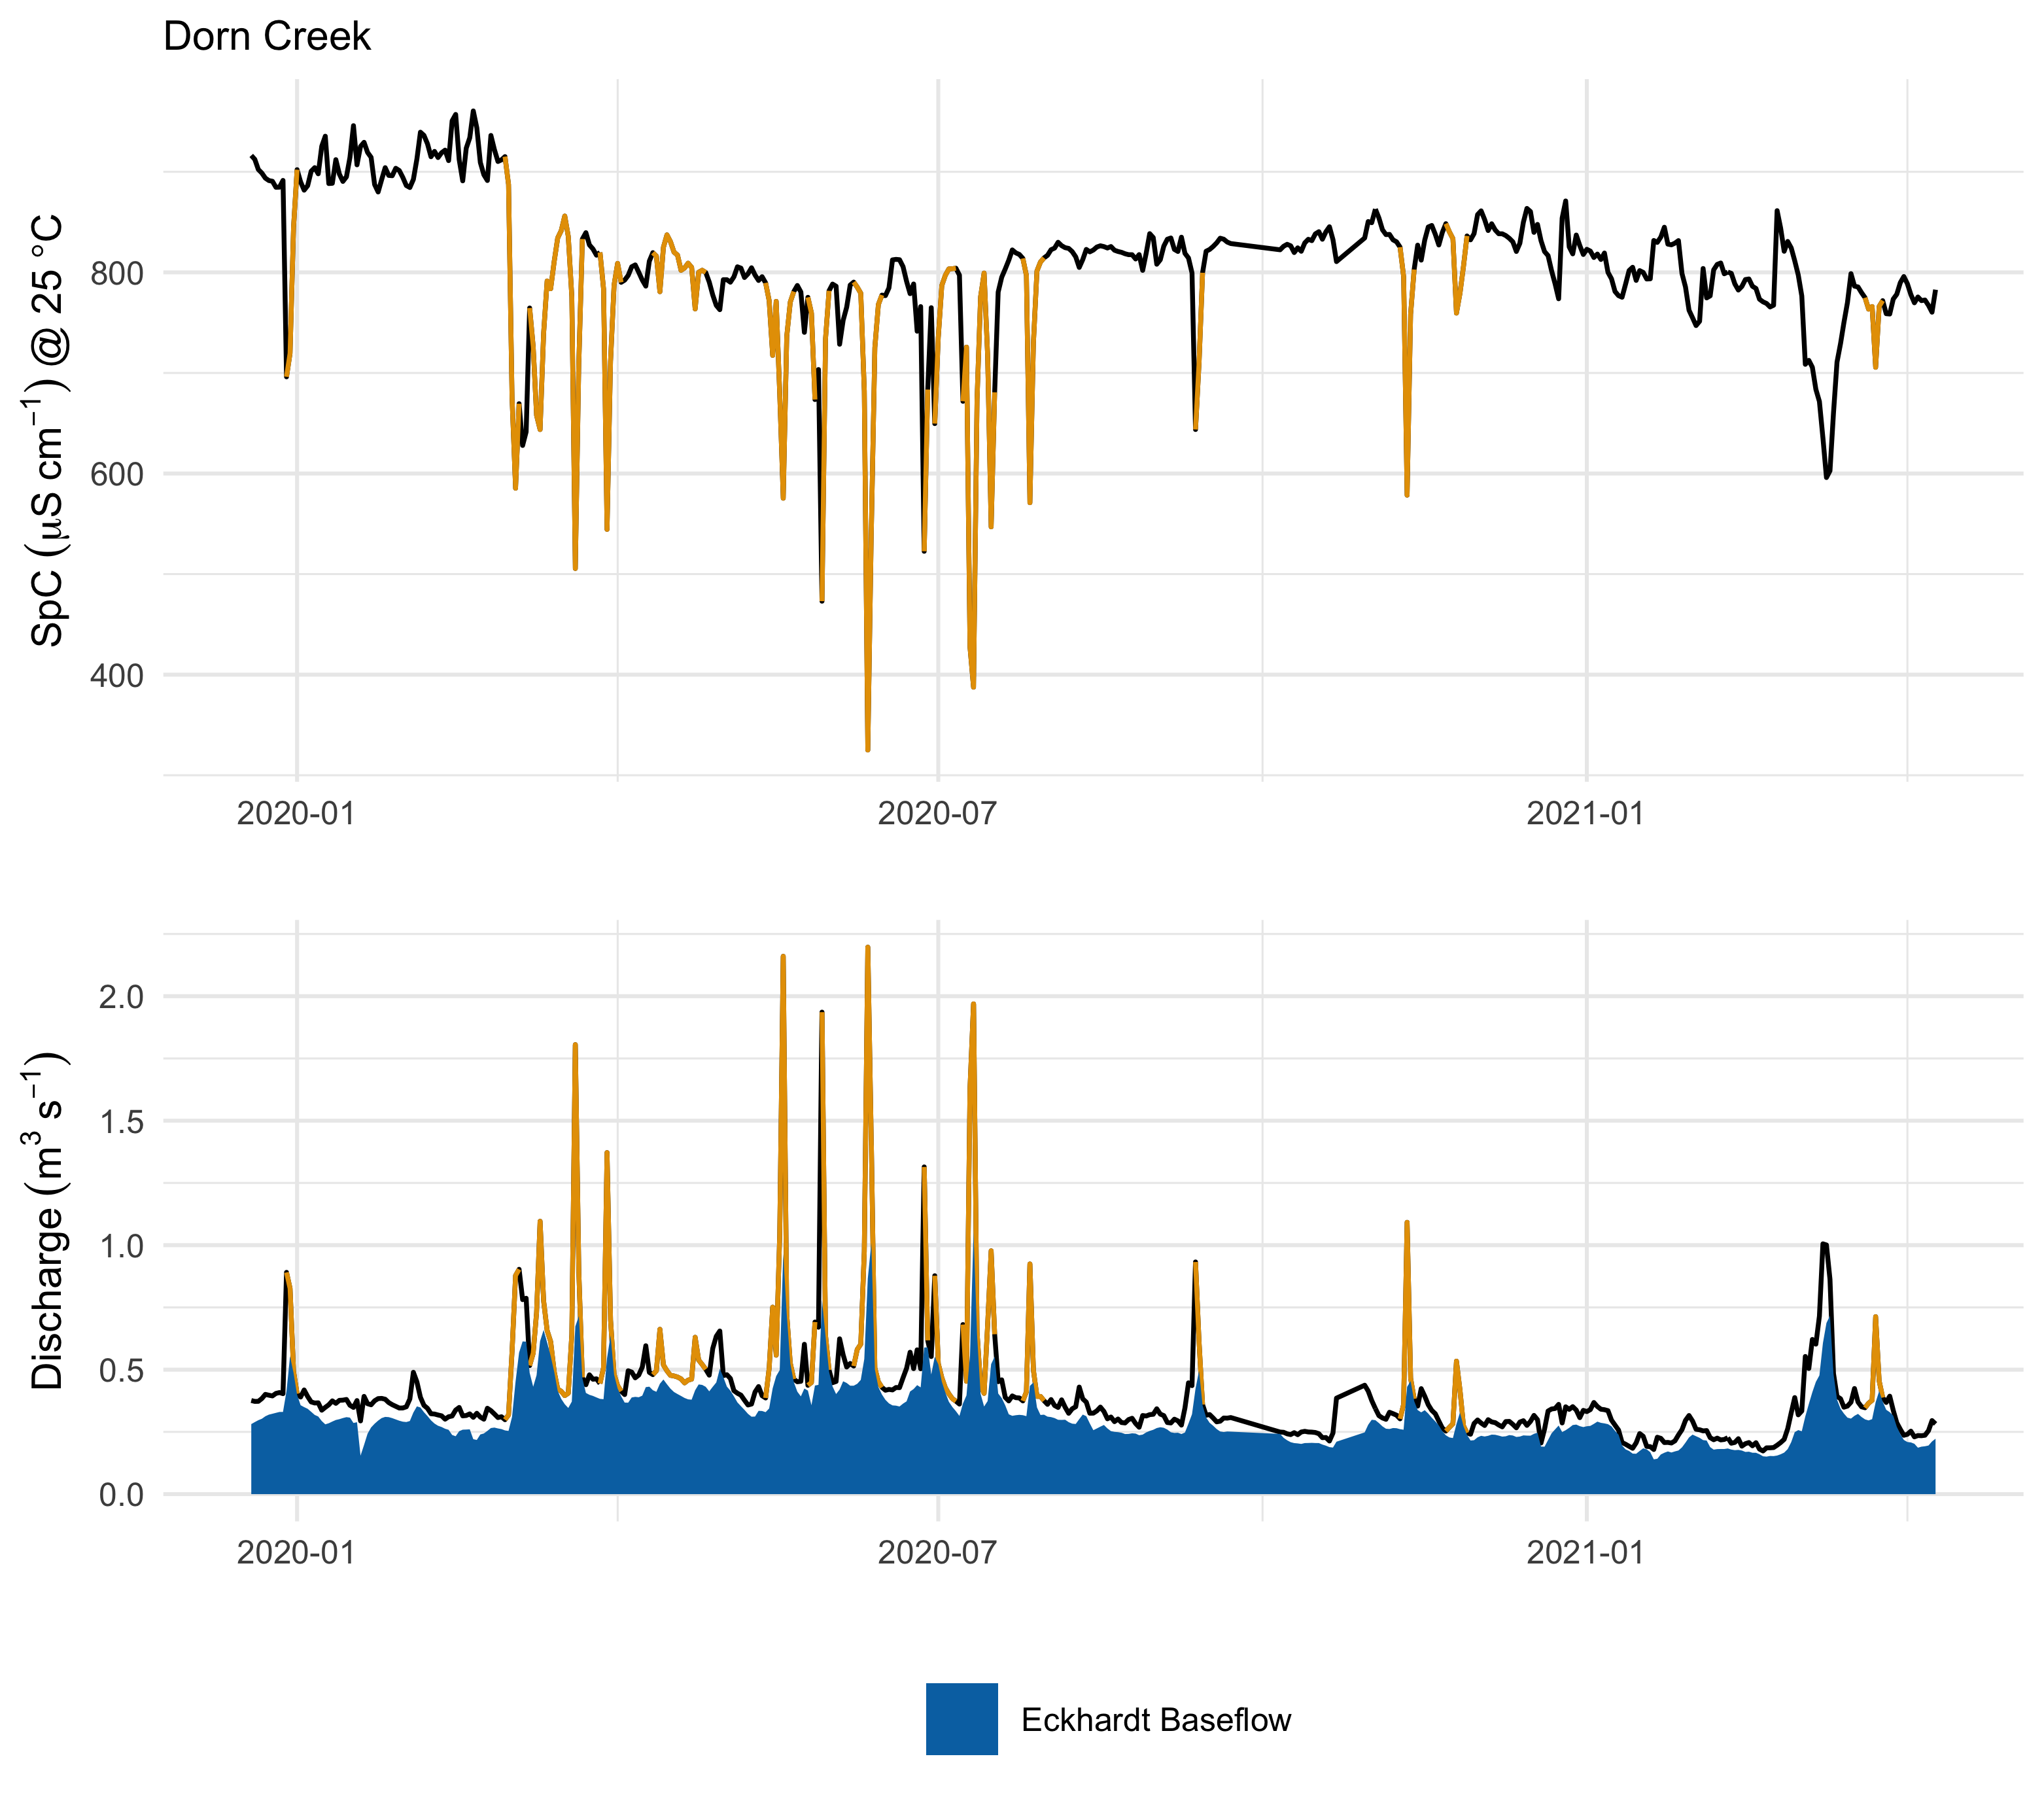 Dorn Creek
SpC (μS cm⁻¹) @ 25 °C
800
600
400
2020-01 2020-07 2021-01
Discharge (m³ s⁻¹)
2.0
1.5
1.0
0.5
0.0
2020-01 2020-07 2021-01
Eckhardt Baseflow